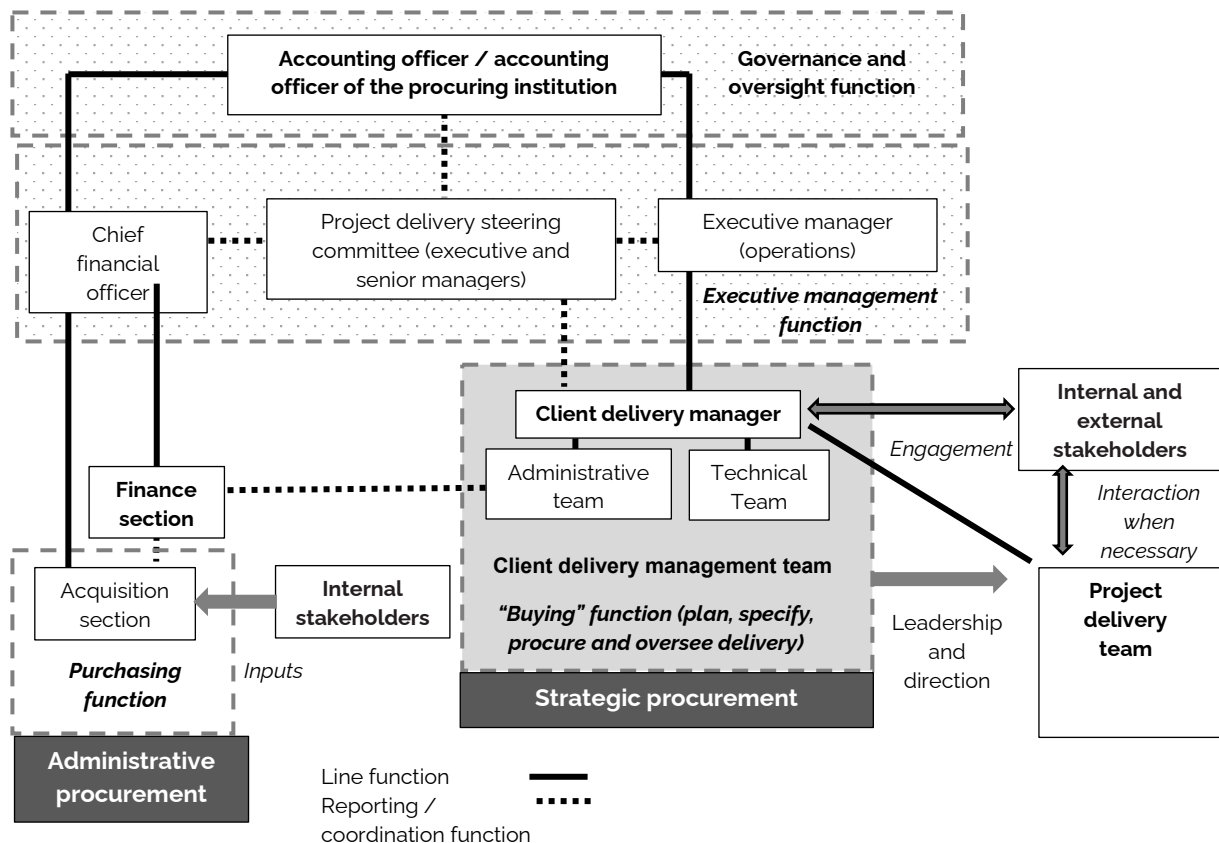 Accounting officer / accounting
officer of the procuring institution
Governance and
oversight function
Chief
financial
officer
Project delivery steering
committee (executive and
senior managers)
Executive manager
(operations)
Executive management
function
Client delivery manager
Internal and
external
stakeholders
Engagement
Administrative
team
Technical
Team
Finance
section
Interaction
when
necessary
Client delivery management team
“Buying” function (plan, specify,
procure and oversee delivery)
Acquisition
section
Internal
stakeholders
Project
delivery
team
Leadership
and
direction
Purchasing
function
Inputs
Strategic procurement
Administrative
procurement
Line function
Reporting /
coordination function